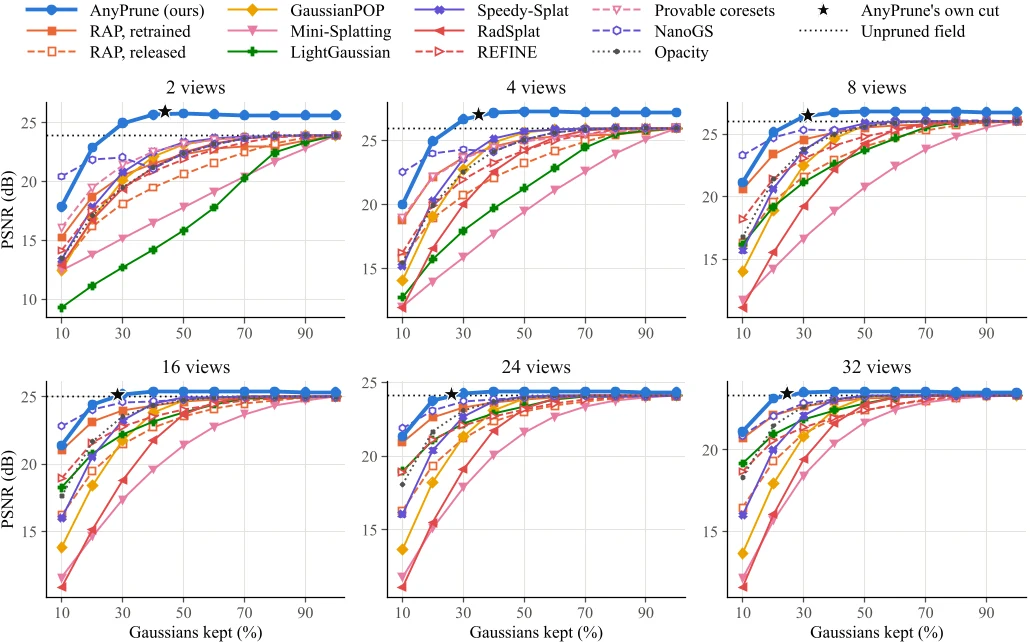 AnyPrune (ours) GaussianPOP Speedy-Splat Provable coresets AnyPrune's own cut
RAP, retrained Mini-Splatting RadSplat NanoGS Unpruned field
RAP, released LightGaussian REFINE Opacity
2 views 4 views 8 views
PSNR (dB)
25
20
15
10
10 30 50 70 90
25
20
15
10 30 50 70 90
25
20
15
10 30 50 70 90
16 views 24 views 32 views
PSNR (dB)
25
20
15
10 30 50 70 90
25
20
15
10 30 50 70 90
20
15
10 30 50 70 90
Gaussians kept (%) Gaussians kept (%) Gaussians kept (%)